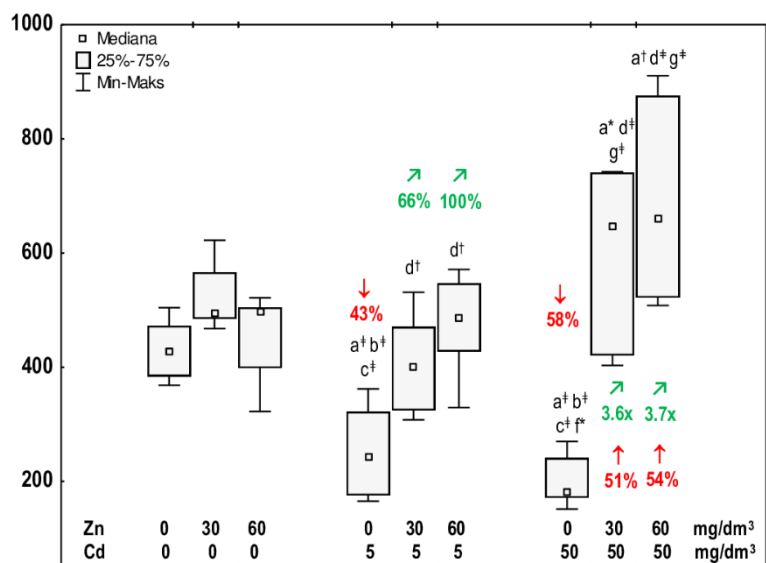 1000
Mediana
25%-75%
Min-Maks
800
600
400
200
a‡ b‡
c‡
↓
43%
↗ ↗
66% 100%
d† d†
a‡ b‡
c‡ f*
↓
58%
a* d‡
g‡
a† d‡ g‡
↗ ↗
3.6x 3.7x
↑ ↑
51% 54%
Zn 0 30 60 0 30 60 0 30 60 mg/dm³
Cd 0 0 0 5 5 5 50 50 50 mg/dm³